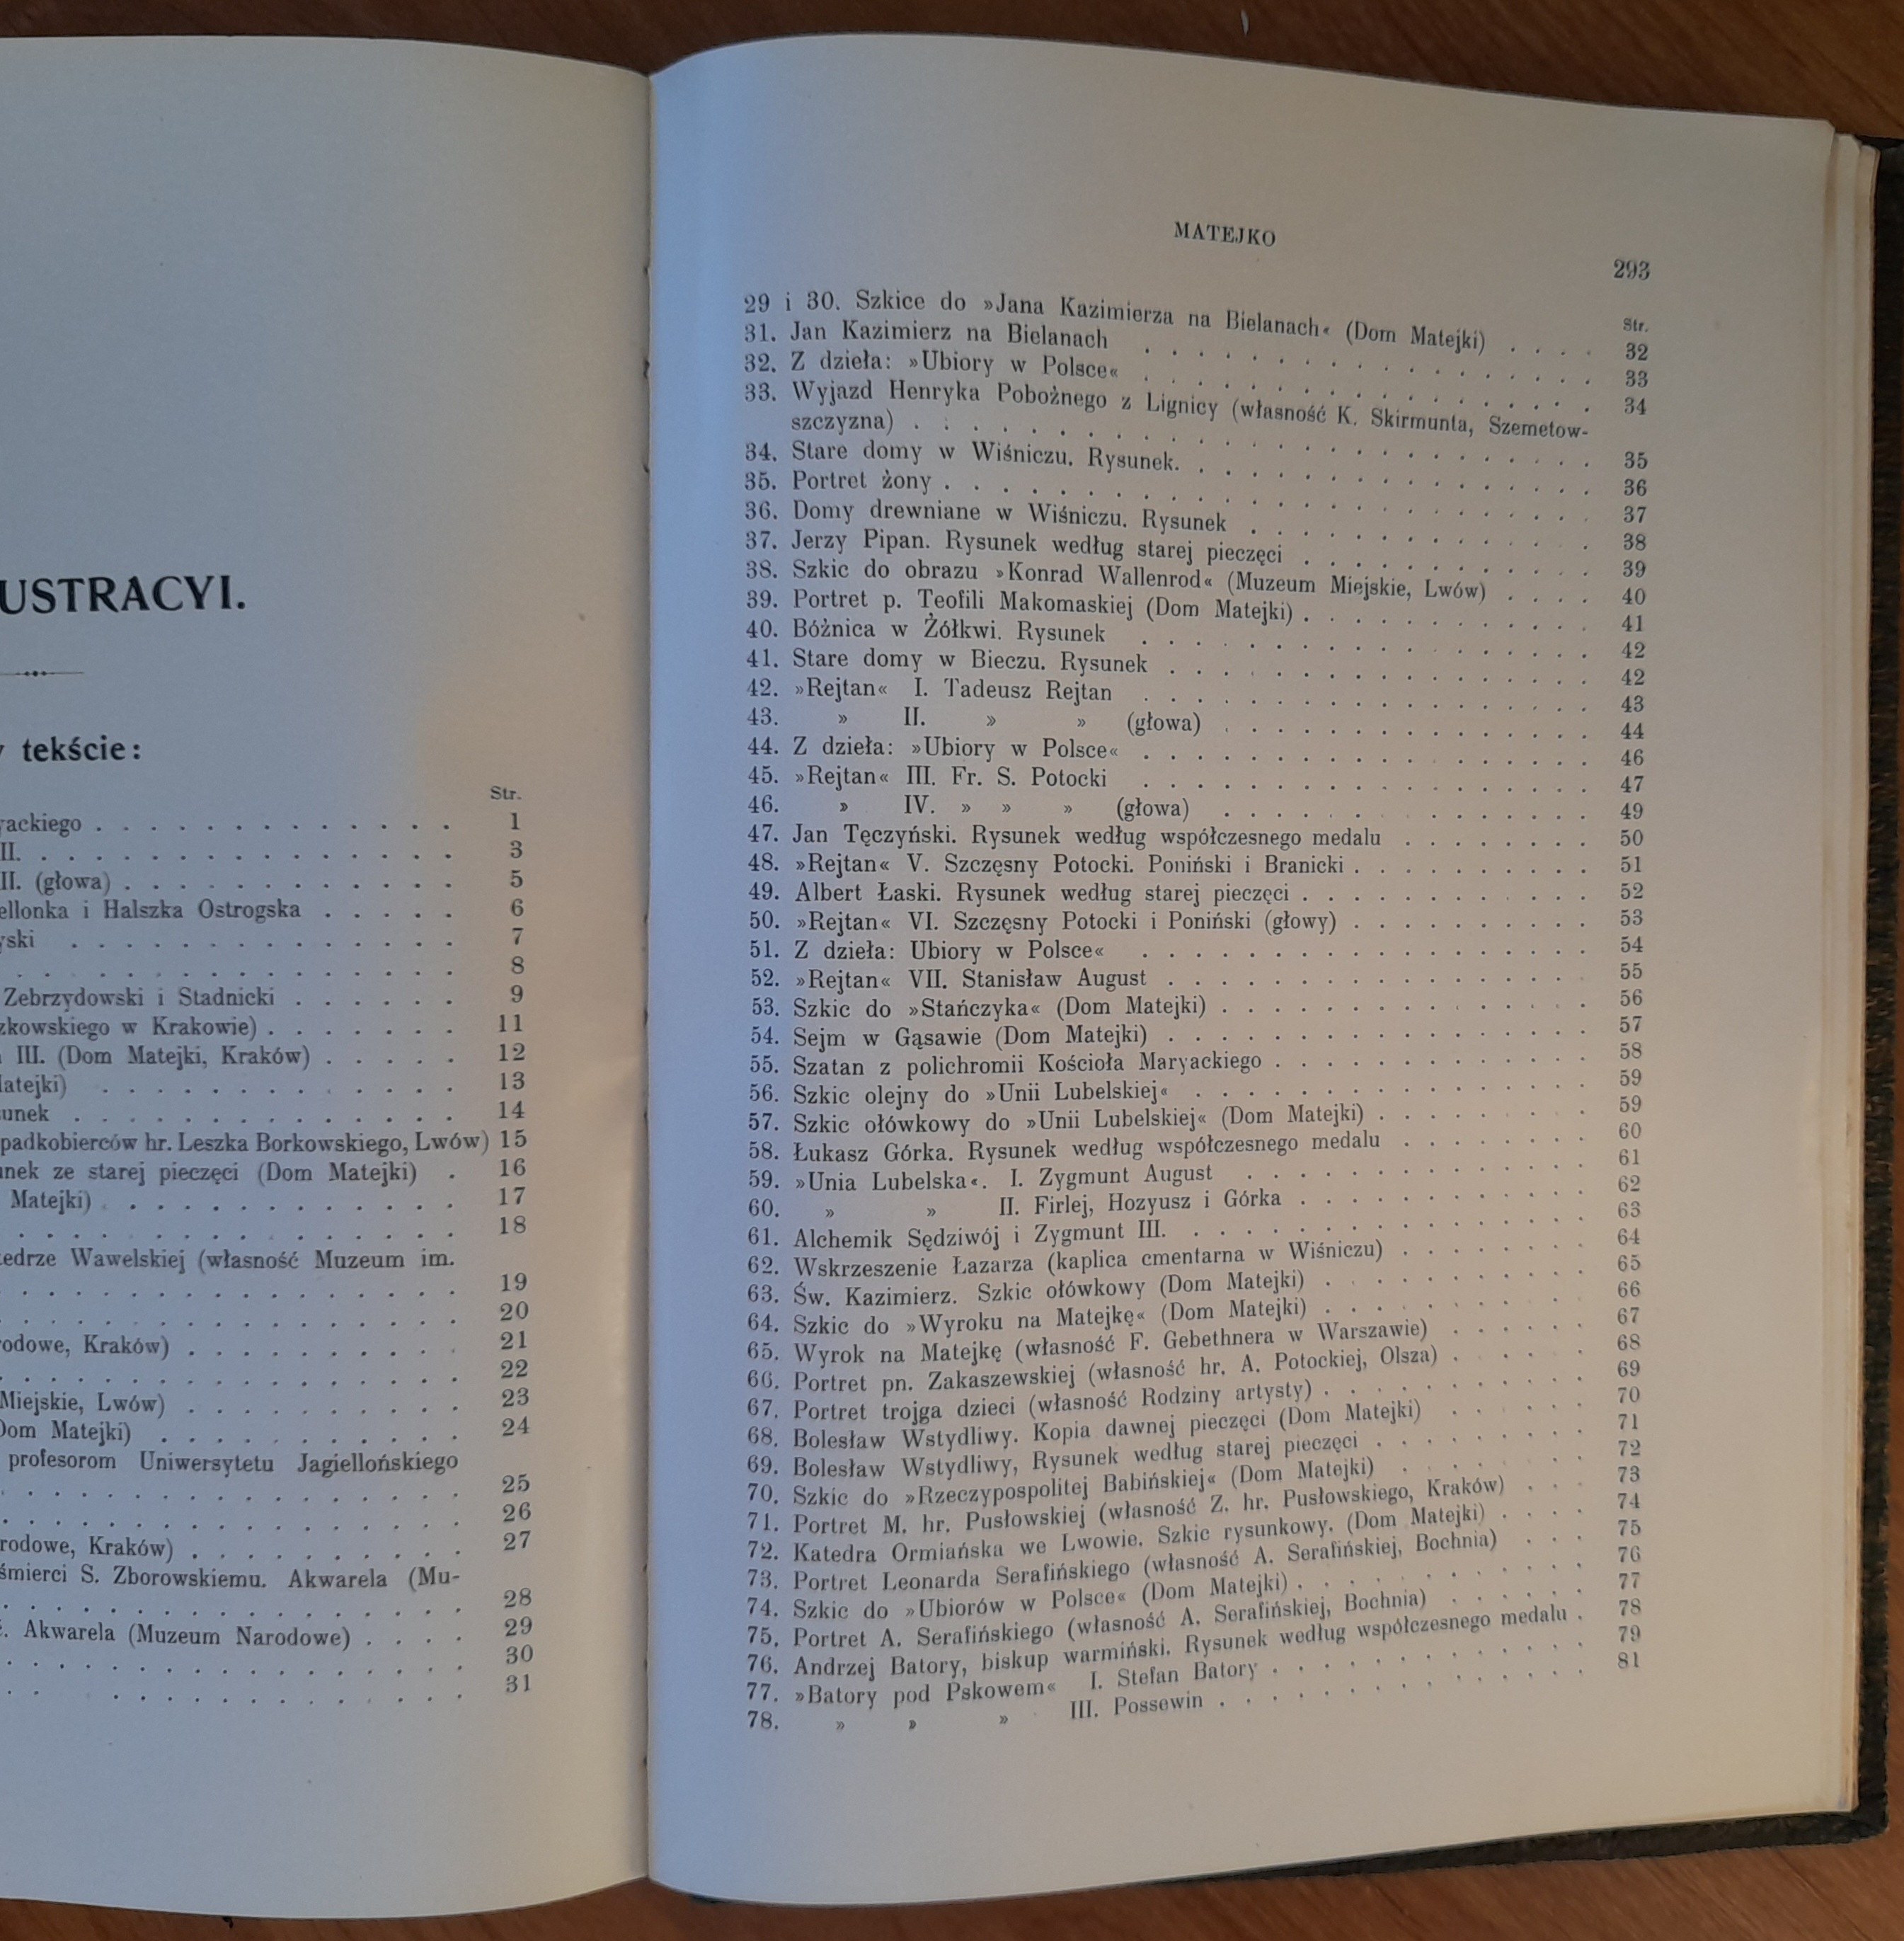 USTRACYI.
tekście:
Str.
yackiego . . . . . . . . . . . . . 1
II. . . . . . . . . . . . . . . . 3
II. (głowa) . . . . . . . . . . . . 5
ellonka i Halszka Ostrogska . . . . . 6
yski . . . . . . . . . . . . . . 7
. . . . . . . . . . . . . . . 8
Zebrzydowski i Stadnicki . . . . . . 9
zkowskiego w Krakowie) . . . . . . . 11
III. (Dom Matejki, Kraków) . . . . . 12
Matejki) . . . . . . . . . . . . . 13
unek . . . . . . . . . . . . . . 14
padkobierców hr. Leszka Borkowskiego, Lwów) 15
unek ze starej pieczęci (Dom Matejki) . 16
Matejki) . . . . . . . . . . . . . 17
. . . . . . . . . . . . . . . . 18
edrze Wawelskiej (własność Muzeum im.
. . . . . . . . . . . . . . . . 19
. . . . . . . . . . . . . . . . 20
odowe, Kraków) . . . . . . . . . . 21
. . . . . . . . . . . . . . . . 22
Miejskie, Lwów) . . . . . . . . . . 23
Dom Matejki) . . . . . . . . . . . 24
profesorom Uniwersytetu Jagiellońskiego
. . . . . . . . . . . . . . . . 25
. . . . . . . . . . . . . . . . 26
rodowe, Kraków) . . . . . . . . . . 27
śmierci S. Zborowskiemu. Akwarela (Mu-
. . . . . . . . . . . . . . . . 28
. Akwarela (Muzeum Narodowe) . . . . 29
. . . . . . . . . . . . . . . . 30
. . . . . . . . . . . . . . . . 31
MATEJKO
293
Str.
29 i 30. Szkice do »Jana Kazimierza na Bielanach« (Dom Matejki) . . . . 32
31. Jan Kazimierz na Bielanach . . . . . . . . . . . . . . . . . 33
32. Z dzieła: »Ubiory w Polsce« . . . . . . . . . . . . . . . . . 34
33. Wyjazd Henryka Pobożnego z Lignicy (własność K. Skirmunta, Szemetow-
szczyzna) . . . . . . . . . . . . . . . . . . . . . . . . 35
34. Stare domy w Wiśniczu. Rysunek. . . . . . . . . . . . . . . . 36
35. Portret żony . . . . . . . . . . . . . . . . . . . . . . . 37
36. Domy drewniane w Wiśniczu. Rysunek . . . . . . . . . . . . . 38
37. Jerzy Pipan. Rysunek według starej pieczęci . . . . . . . . . . . 39
38. Szkic do obrazu »Konrad Wallenrod« (Muzeum Miejskie, Lwów) . . . . 40
39. Portret p. Teofili Makomaskiej (Dom Matejki) . . . . . . . . . . . 41
40. Bóżnica w Żółkwi. Rysunek . . . . . . . . . . . . . . . . . 42
41. Stare domy w Bieczu. Rysunek . . . . . . . . . . . . . . . . 42
42. »Rejtan« I. Tadeusz Rejtan . . . . . . . . . . . . . . . . . 43
43. » II. » » (głowa) . . . . . . . . . . . . . . 44
44. Z dzieła: »Ubiory w Polsce« . . . . . . . . . . . . . . . . . 46
45. »Rejtan« III. Fr. S. Potocki . . . . . . . . . . . . . . . . . 47
46. » IV. » » » (głowa) . . . . . . . . . . . . . . 49
47. Jan Tęczyński. Rysunek według współczesnego medalu . . . . . . . 50
48. »Rejtan« V. Szczęsny Potocki. Poniński i Branicki . . . . . . . . . 51
49. Albert Łaski. Rysunek według starej pieczęci . . . . . . . . . . . 52
50. »Rejtan« VI. Szczęsny Potocki i Poniński (głowy) . . . . . . . . . 53
51. Z dzieła: Ubiory w Polsce« . . . . . . . . . . . . . . . . . 54
52. »Rejtan« VII. Stanisław August . . . . . . . . . . . . . . . . 55
53. Szkic do »Stańczyka« (Dom Matejki) . . . . . . . . . . . . . . 56
54. Sejm w Gąsawie (Dom Matejki) . . . . . . . . . . . . . . . . 57
55. Szatan z polichromii Kościoła Maryackiego . . . . . . . . . . . . 58
56. Szkic olejny do »Unii Lubelskiej« . . . . . . . . . . . . . . . 59
57. Szkic ołówkowy do »Unii Lubelskiej« (Dom Matejki) . . . . . . . . 59
58. Łukasz Górka. Rysunek według współczesnego medalu . . . . . . . 60
59. »Unia Lubelska«. I. Zygmunt August . . . . . . . . . . . . . 61
60. » » II. Firlej, Hozyusz i Górka . . . . . . . . . . . 62
61. Alchemik Sędziwój i Zygmunt III. . . . . . . . . . . . . . . . 63
62. Wskrzeszenie Łazarza (kaplica cmentarna w Wiśniczu) . . . . . . . 64
63. Św. Kazimierz. Szkic ołówkowy (Dom Matejki) . . . . . . . . . . 65
64. Szkic do »Wyroku na Matejkę« (Dom Matejki) . . . . . . . . . . 66
65. Wyrok na Matejkę (własność F. Gebethnera w Warszawie) . . . . . . 67
66. Portret pn. Zakaszewskiej (własność hr. A. Potockiej, Olsza) . . . . . 68
67. Portret trojga dzieci (własność Rodziny artysty) . . . . . . . . . . 69
68. Bolesław Wstydliwy. Kopia dawnej pieczęci (Dom Matejki) . . . . . . 70
69. Bolesław Wstydliwy, Rysunek według starej pieczęci . . . . . . . . 71
70. Szkic do »Rzeczypospolitej Babińskiej« (Dom Matejki) . . . . . . . 72
71. Portret M. hr. Pusłowskiej (własność Z. hr. Pusłowskiego, Kraków) . . . 73
72. Katedra Ormiańska we Lwowie. Szkic rysunkowy. (Dom Matejki) . . . . 74
73. Portret Leonarda Serafińskiego (własność A. Serafińskiej, Bochnia) . . . 75
74. Szkic do »Ubiorów w Polsce« (Dom Matejki) . . . . . . . . . . . 76
75. Portret A. Serafińskiego (własność A. Serafińskiej, Bochnia) . . . . . . 77
76. Andrzej Batory, biskup warmiński. Rysunek według współczesnego medalu . 78
77. »Batory pod Pskowem« I. Stefan Batory . . . . . . . . . . . . 79
78. » » » III. Possewin . . . . . . . . . . . . . . 81